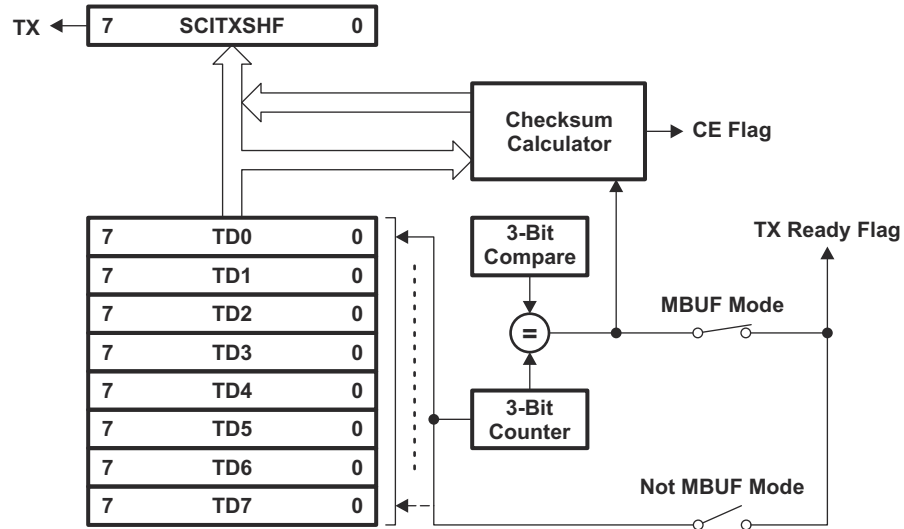 TX
7 SCITXSHF 0
Checksum
Calculator
CE Flag
7 TD0 0
7 TD1 0
7 TD2 0
7 TD3 0
7 TD4 0
7 TD5 0
7 TD6 0
7 TD7 0
3-Bit
Compare
=
3-Bit
Counter
TX Ready Flag
MBUF Mode
Not MBUF Mode